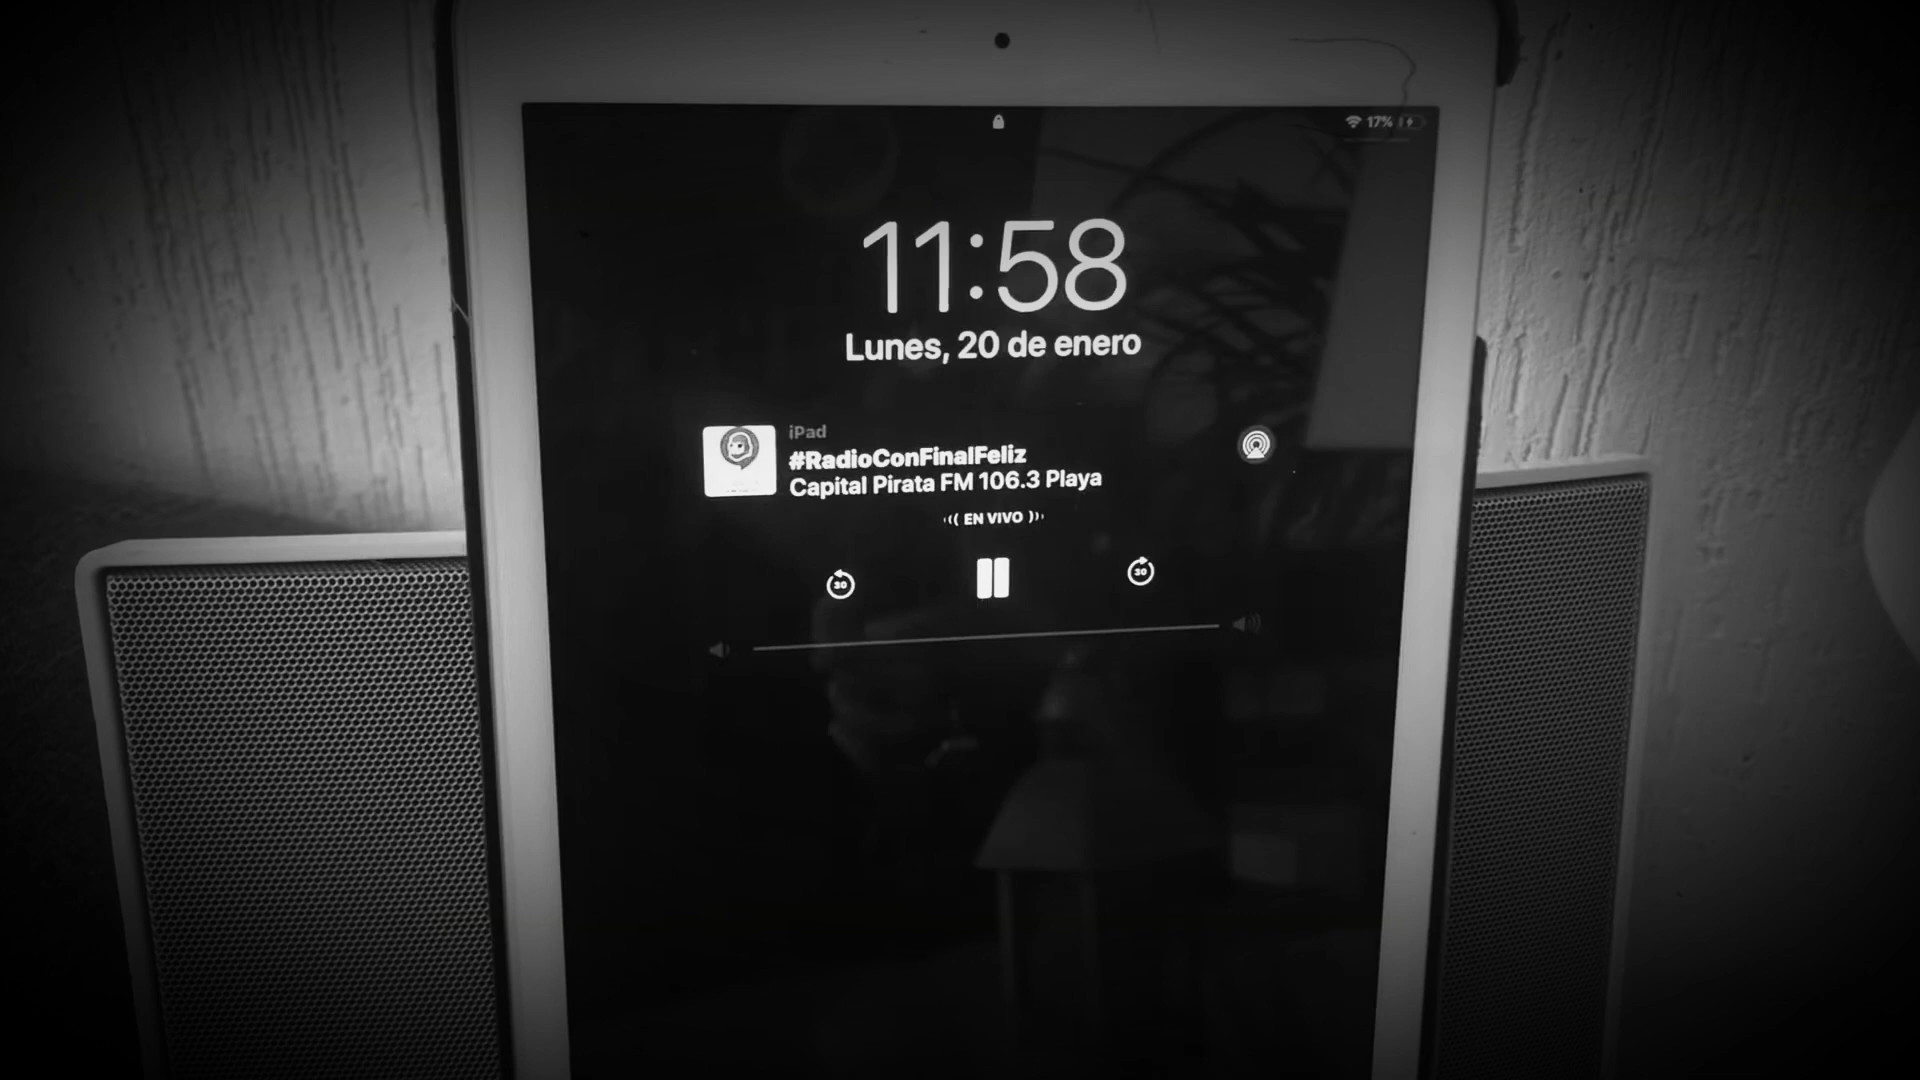 17%
11:58
Lunes, 20 de enero
iPad
#RadioConFinalFeliz
Capital Pirata FM 106.3 Playa
EN VIVO
30 30